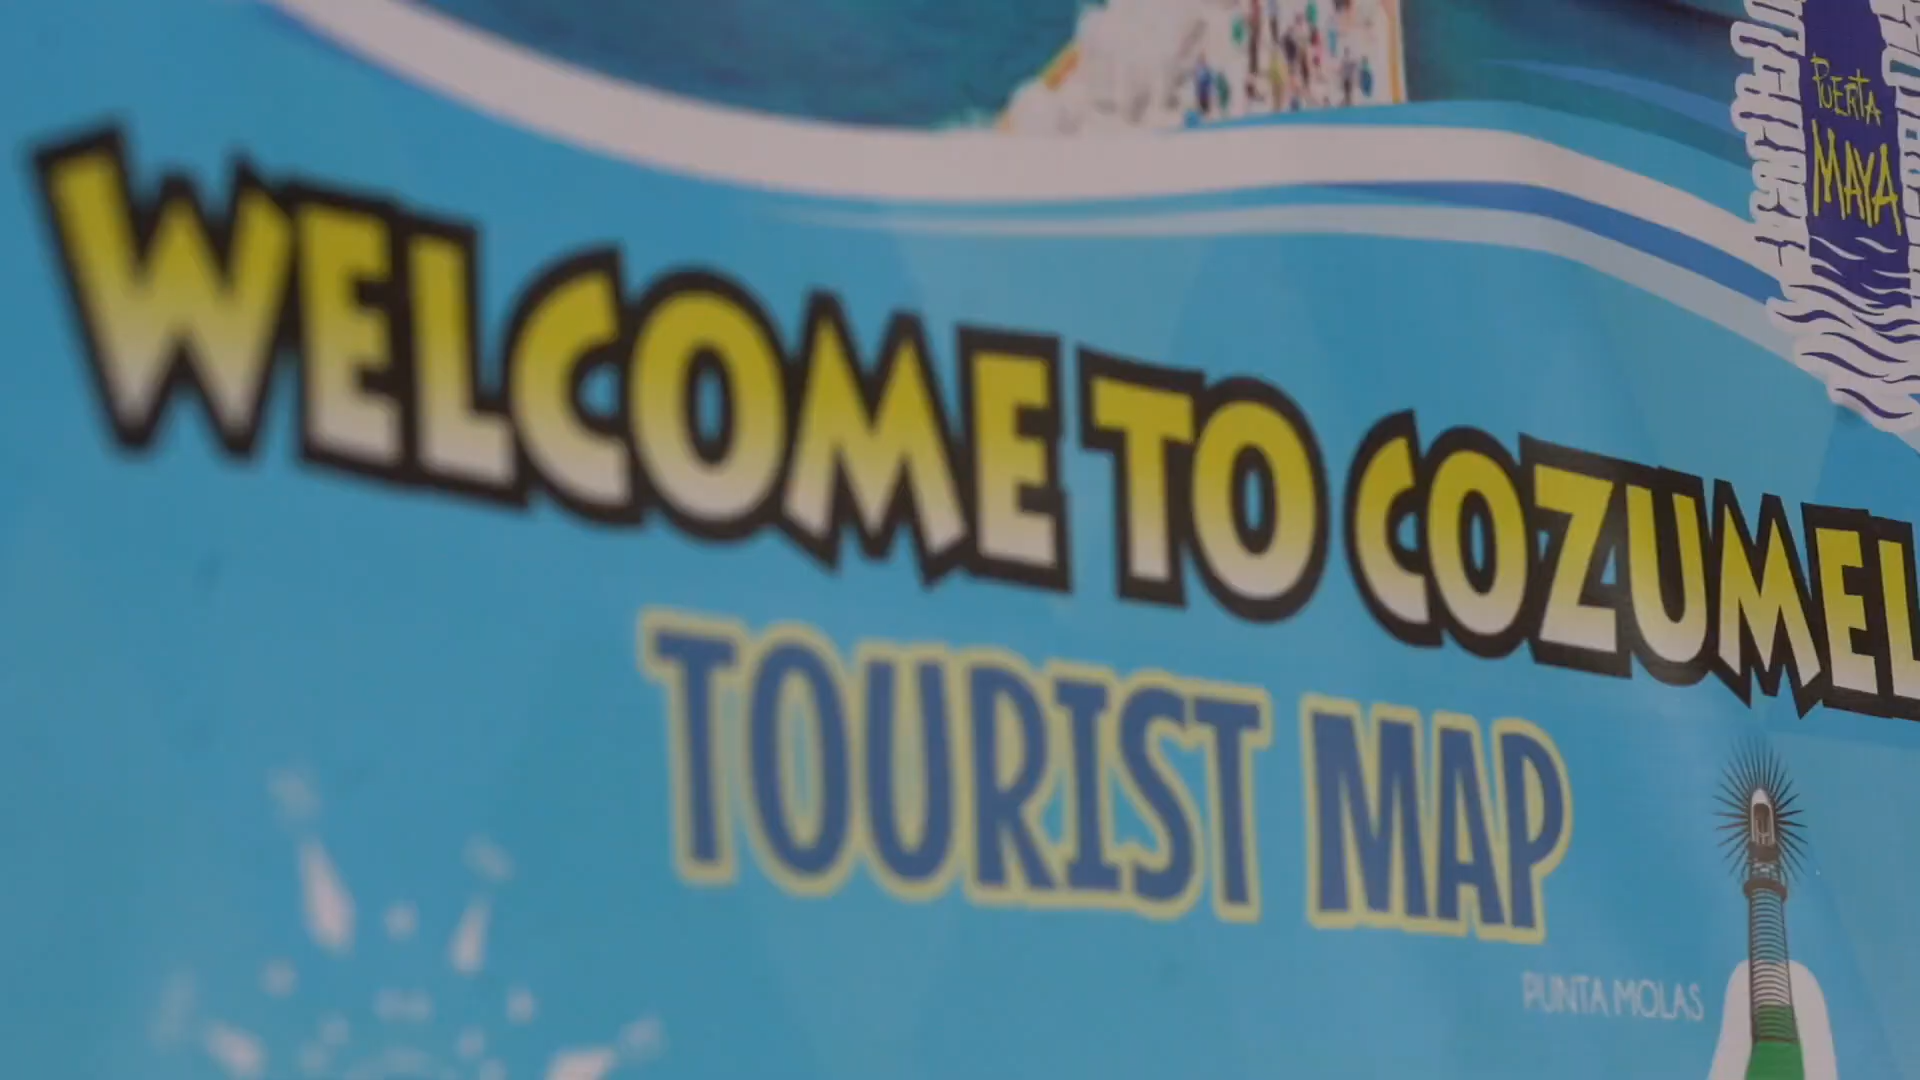 PUERTA
MAYA
WELCOME TO COZUMEL
TOURIST MAP
PUNTA MOLAS